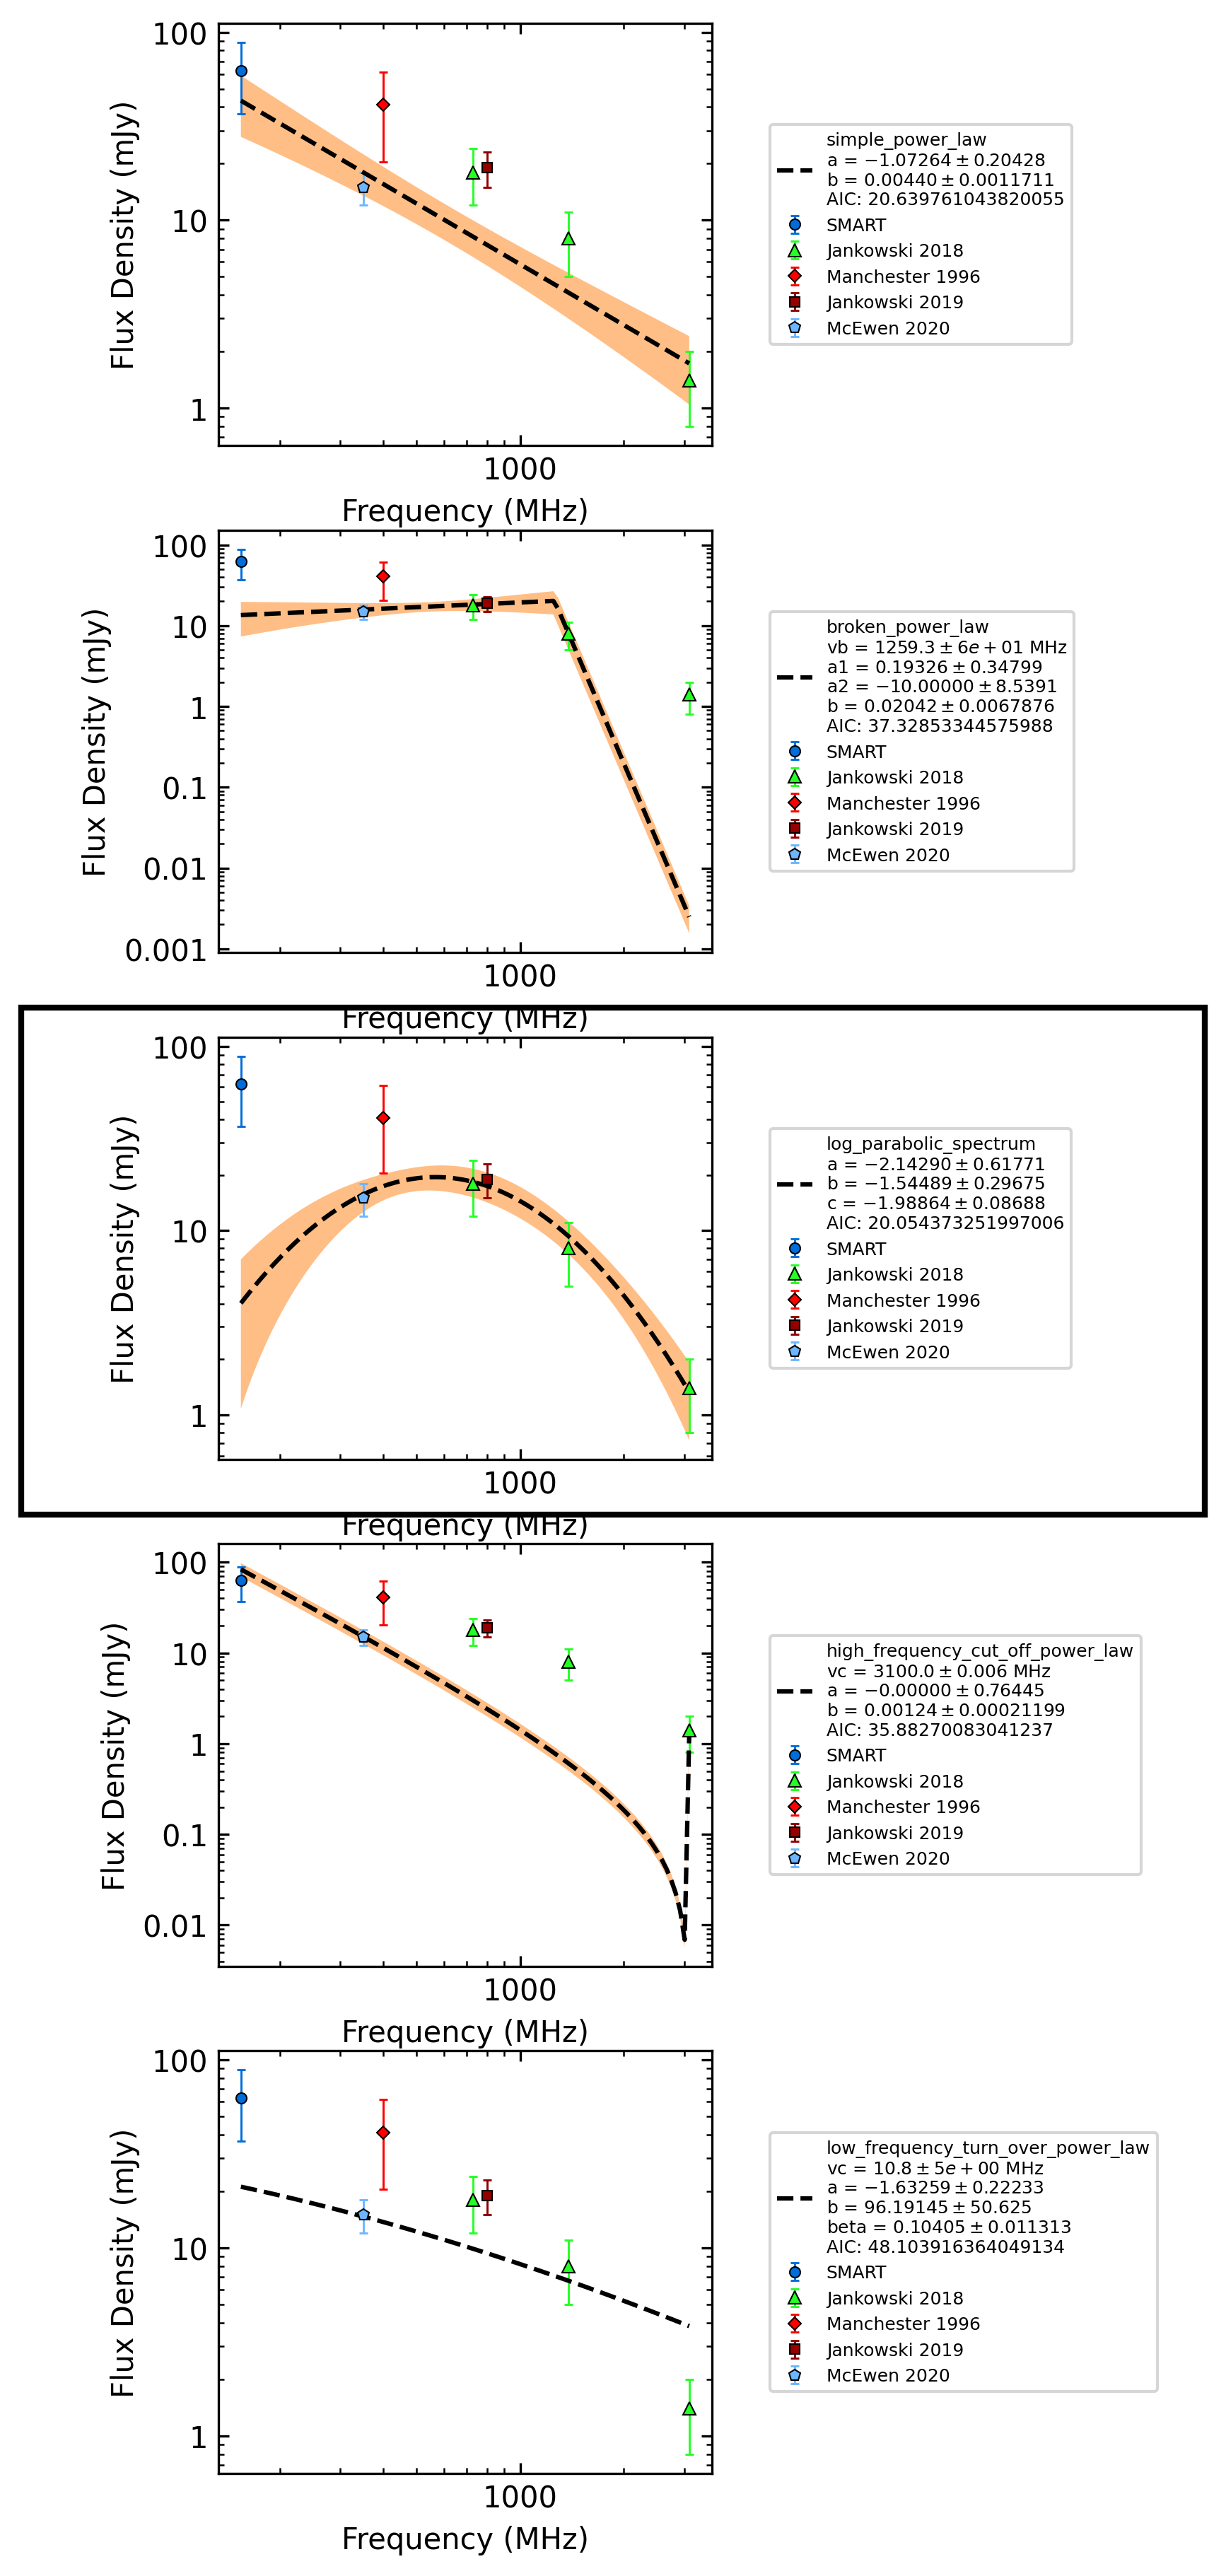 100
10
1
Flux Density (mJy)
1000
Frequency (MHz)
simple_power_law
a = −1.07264 ± 0.20428
b = 0.00440 ± 0.0011711
AIC: 20.639761043820055
SMART
Jankowski 2018
Manchester 1996
Jankowski 2019
McEwen 2020
100
10
1
0.1
0.01
0.001
Flux Density (mJy)
1000
Frequency (MHz)
broken_power_law
vb = 1259.3 ± 6e + 01 MHz
a1 = 0.19326 ± 0.34799
a2 = −10.00000 ± 8.5391
b = 0.02042 ± 0.0067876
AIC: 37.32853344575988
SMART
Jankowski 2018
Manchester 1996
Jankowski 2019
McEwen 2020
100
10
1
Flux Density (mJy)
1000
Frequency (MHz)
log_parabolic_spectrum
a = −2.14290 ± 0.61771
b = −1.54489 ± 0.29675
c = −1.98864 ± 0.08688
AIC: 20.054373251997006
SMART
Jankowski 2018
Manchester 1996
Jankowski 2019
McEwen 2020
100
10
1
0.1
0.01
Flux Density (mJy)
1000
Frequency (MHz)
high_frequency_cut_off_power_law
vc = 3100.0 ± 0.006 MHz
a = −0.00000 ± 0.76445
b = 0.00124 ± 0.00021199
AIC: 35.88270083041237
SMART
Jankowski 2018
Manchester 1996
Jankowski 2019
McEwen 2020
100
10
1
Flux Density (mJy)
1000
Frequency (MHz)
low_frequency_turn_over_power_law
vc = 10.8 ± 5e + 00 MHz
a = −1.63259 ± 0.22233
b = 96.19145 ± 50.625
beta = 0.10405 ± 0.011313
AIC: 48.103916364049134
SMART
Jankowski 2018
Manchester 1996
Jankowski 2019
McEwen 2020